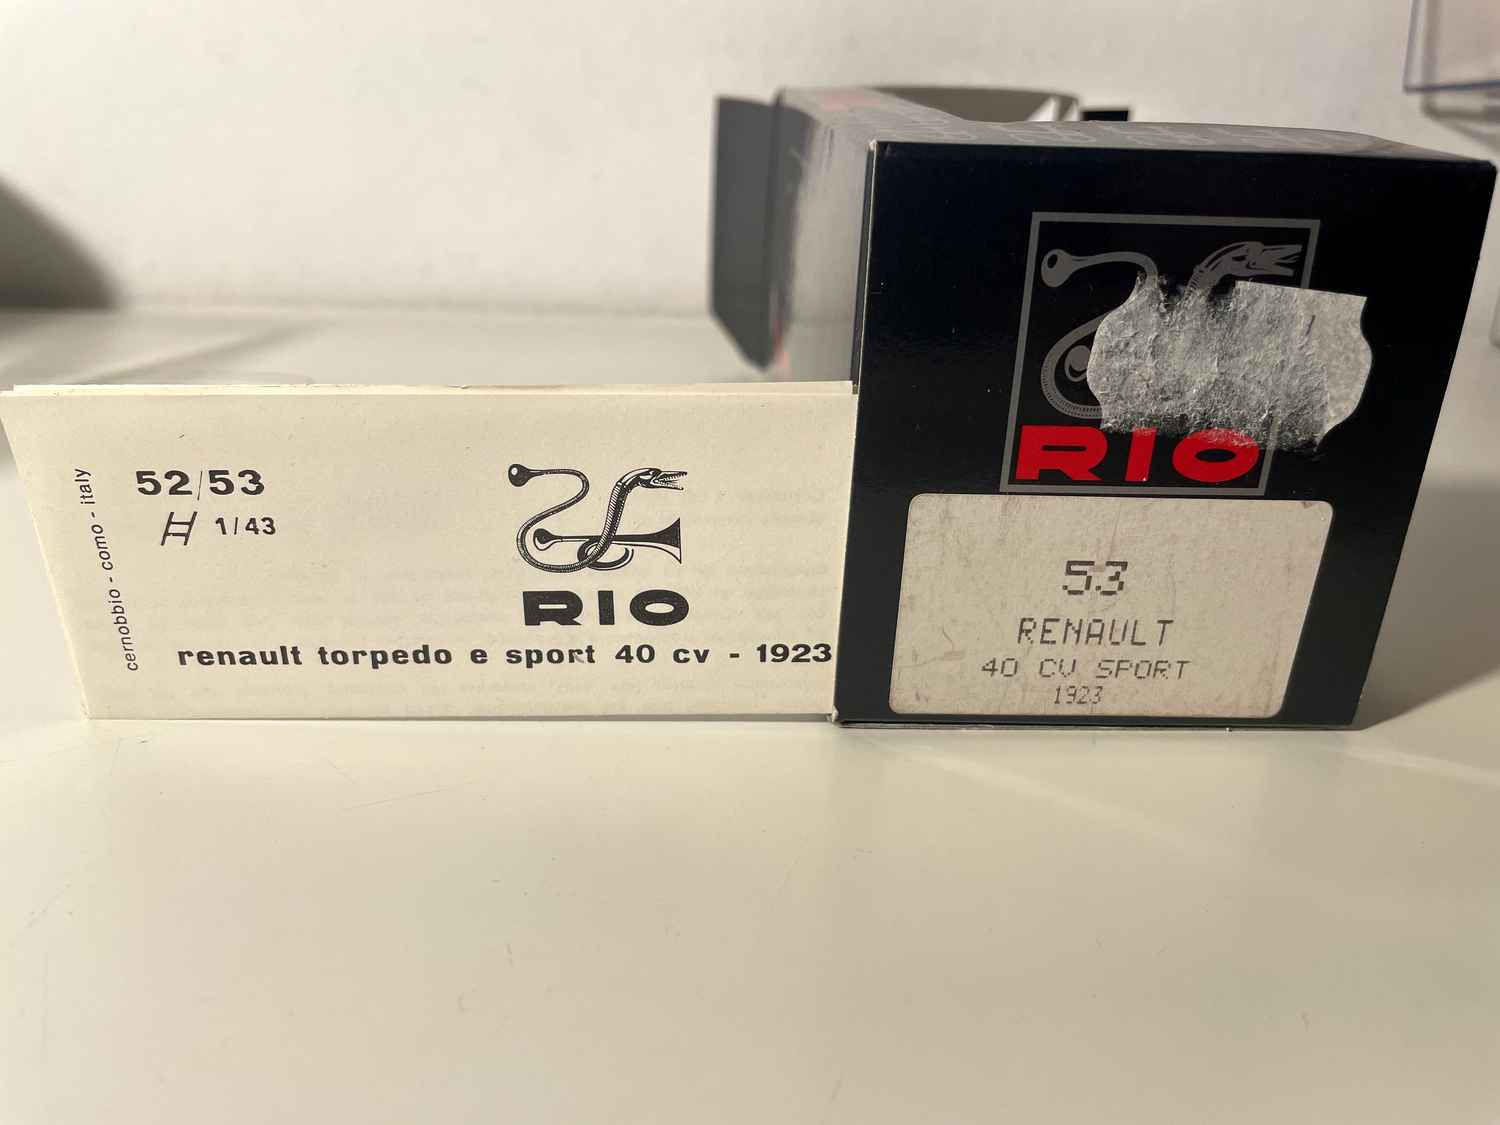 cernobbio - como - italy
52/53
1/43
RIO
renault torpedo e sport 40 cv - 1923
RIO
53
RENAULT
40 CV SPORT
1923